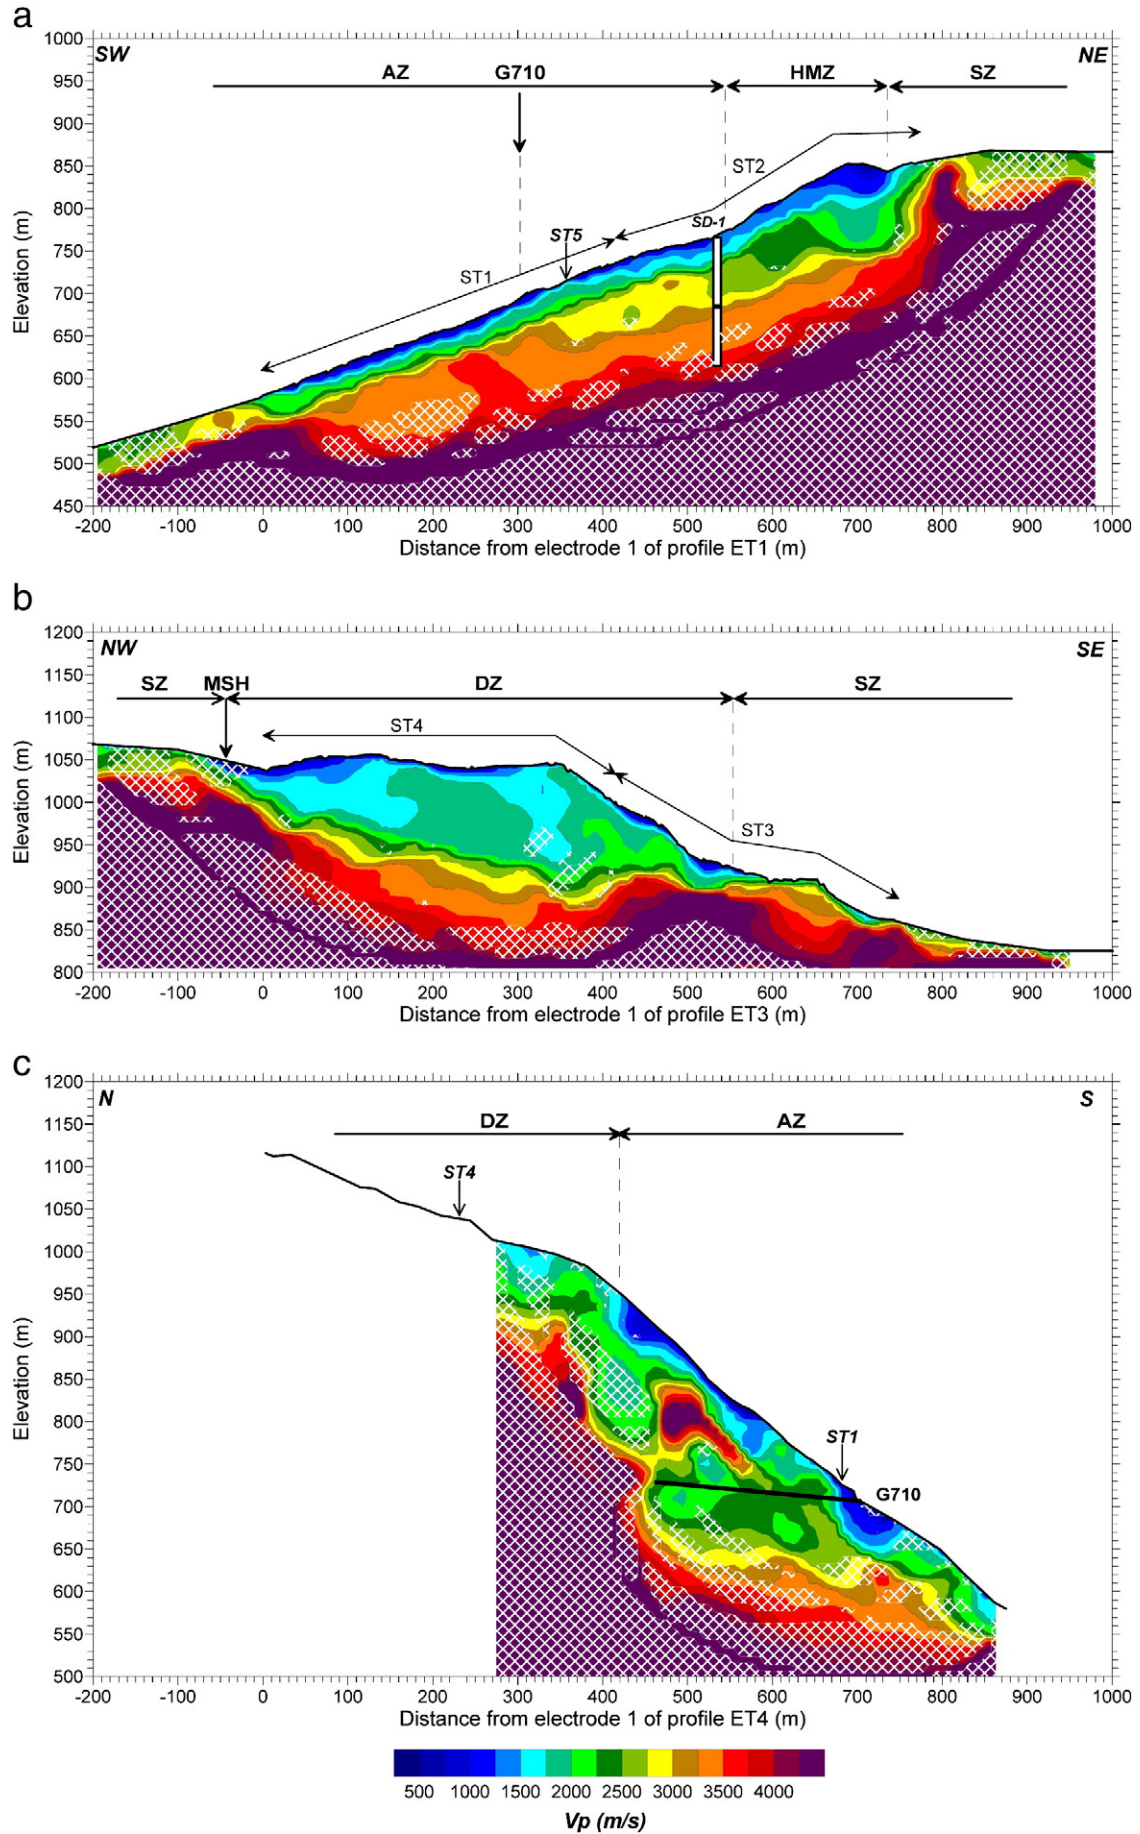 a
SW NE
AZ G710 HMZ SZ
ST2
SD-1
ST5
ST1
1000
950
900
850
800
750
700
650
600
550
500
450
Elevation (m)
-200 -100 0 100 200 300 400 500 600 700 800 900 1000
Distance from electrode 1 of profile ET1 (m)
b
NW SE
SZ MSH DZ SZ
ST4
ST3
1200
1150
1100
1050
1000
950
900
850
800
Elevation (m)
-200 -100 0 100 200 300 400 500 600 700 800 900 1000
Distance from electrode 1 of profile ET3 (m)
c
N S
DZ AZ
ST4
ST1
G710
1200
1150
1100
1050
1000
950
900
850
800
750
700
650
600
550
500
Elevation (m)
-200 -100 0 100 200 300 400 500 600 700 800 900 1000
Distance from electrode 1 of profile ET4 (m)
500 1000 1500 2000 2500 3000 3500 4000
Vp (m/s)